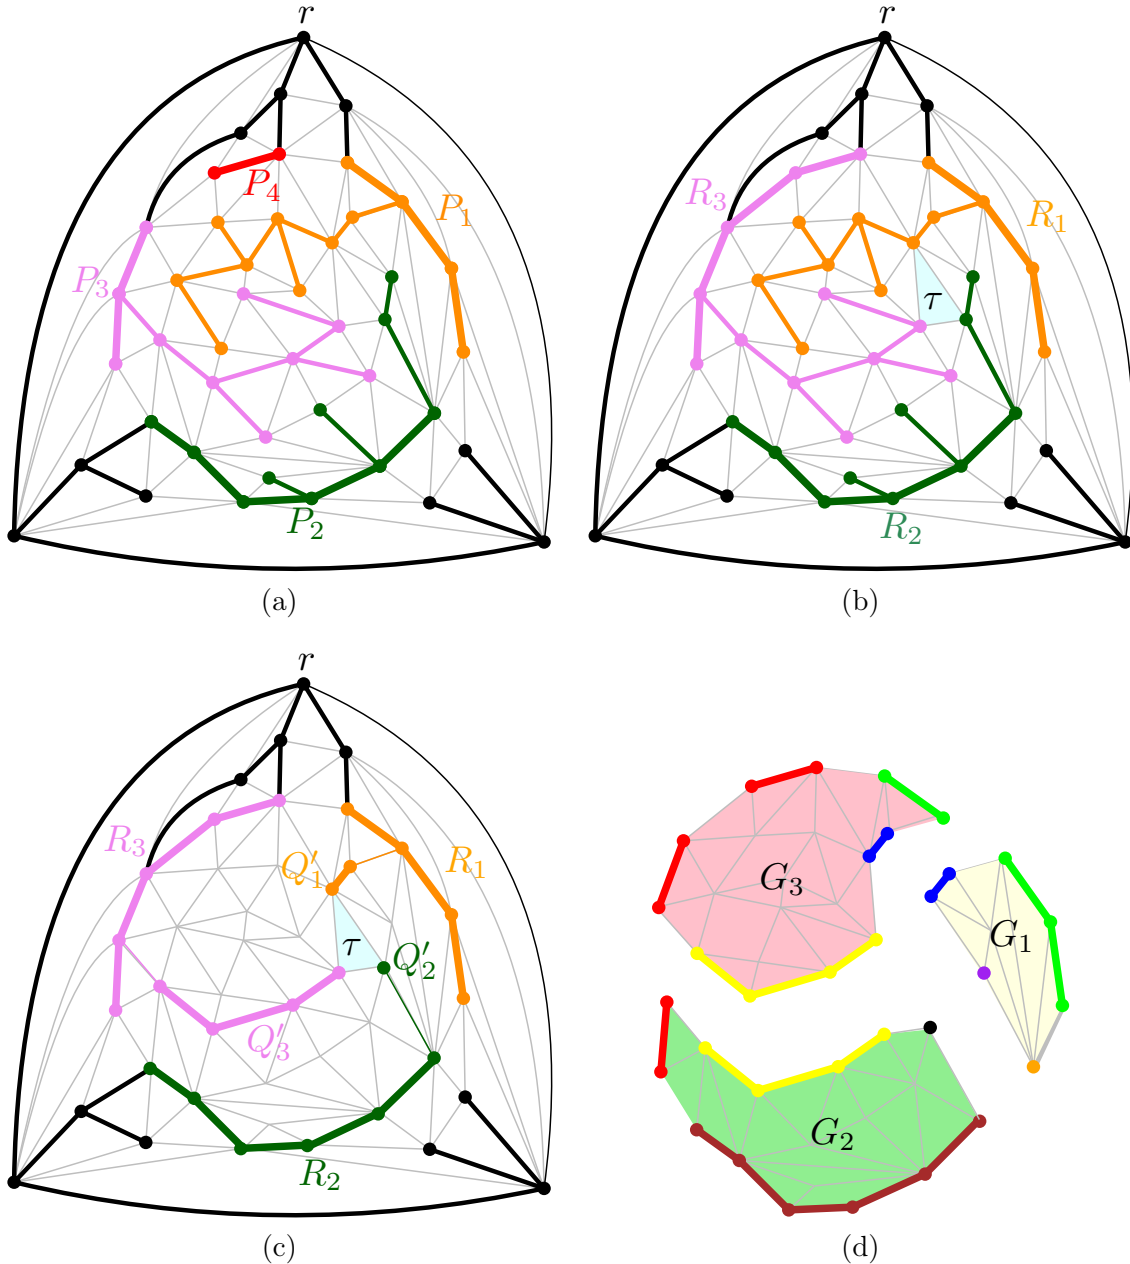 r
P₄
P₁
P₃
P₂
(a)
r
R₃
R₁
τ
R₂
(b)
r
R₃
Q′₁
R₁
τ
Q′₂
Q′₃
R₂
(c)
G₃
G₁
G₂
(d)